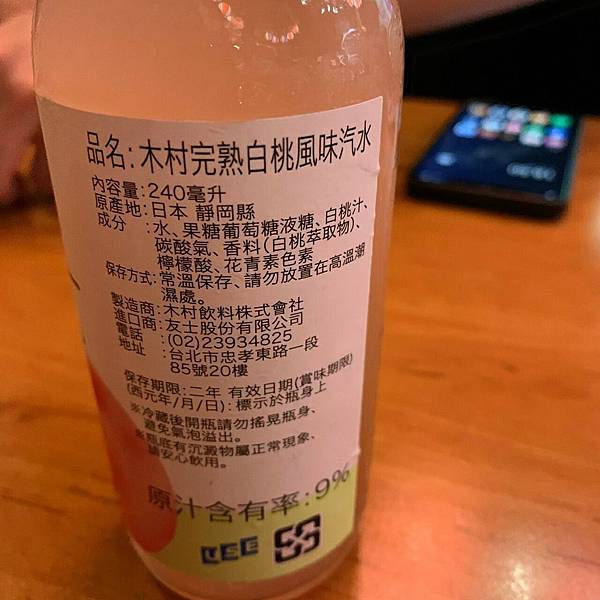 品名:木村完熟白桃風味汽水
內容量:240毫升
原產地:日本 靜岡縣
成分 :水、果糖葡萄糖液糖、白桃汁、
碳酸氣、香料(白桃萃取物)、
檸檬酸、花青素色素
保存方式:常溫保存、請勿放置在高溫潮
濕處。
製造商:木村飲料株式會社
進口商:友士股份有限公司
電話 :(02)23934825
地址 :台北市忠孝東路一段
85號20樓
保存期限:二年 有效日期(賞味期限)
(西元年/月/日):標示於瓶身上
※冷藏後開瓶請勿搖晃瓶身、
避免氣泡溢出。
※瓶底有沉澱物屬正常現象、
請安心飲用。
原汁含有率:9%